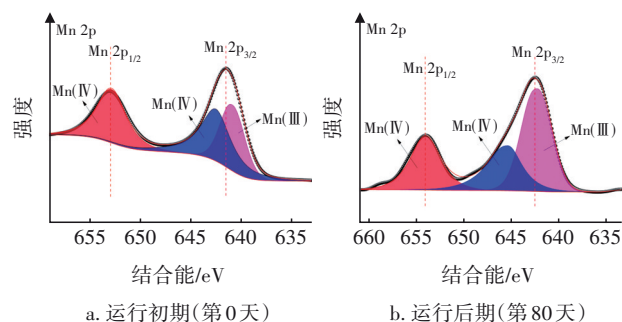 Mn 2p
Mn 2p1/2
Mn 2p3/2
Mn(Ⅳ)
Mn(Ⅳ)
Mn(Ⅲ)
强度
655 650 645 640 635
结合能/eV
a. 运行初期(第0天)
Mn 2p
Mn 2p1/2
Mn 2p3/2
Mn(Ⅳ)
Mn(Ⅳ)
Mn(Ⅲ)
强度
660 655 650 645 640 635
结合能/eV
b. 运行后期(第80天)